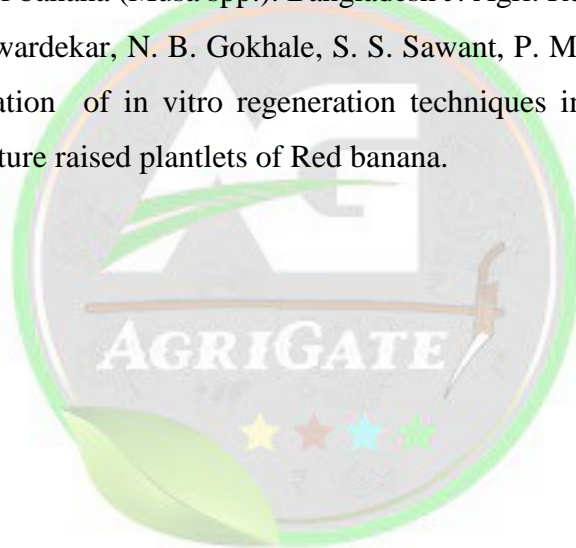 banana (Musa spp.). Bangladesh J. Agri.
wardekar, N. B. Gokhale, S. S. Sawant, P. M
ation of in vitro regeneration techniques in
ture raised plantlets of Red banana.
AG
AGRIGATE